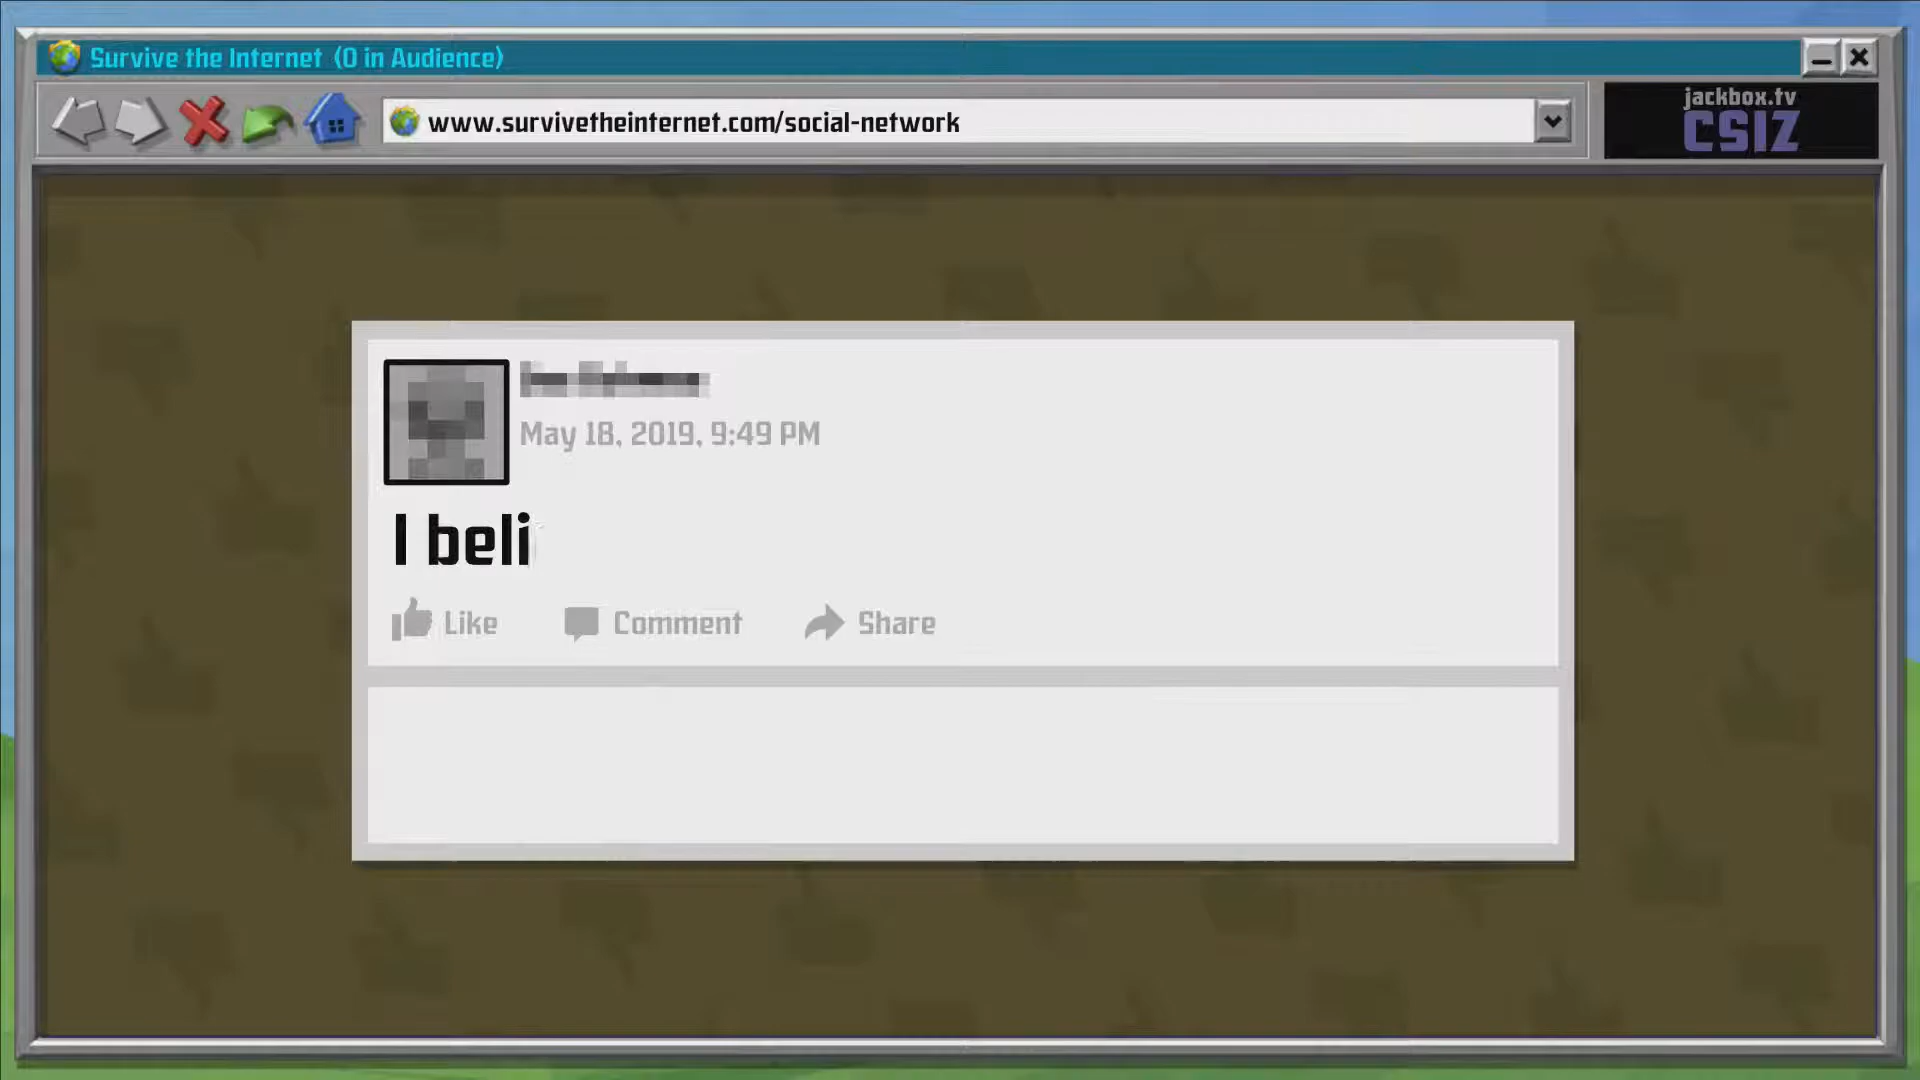 Survive the Internet (0 in Audience)
www.survivetheinternet.com/social-network
jackbox.tv
CSIZ
May 18, 2019, 9:49 PM
I beli
Like
Comment
Share